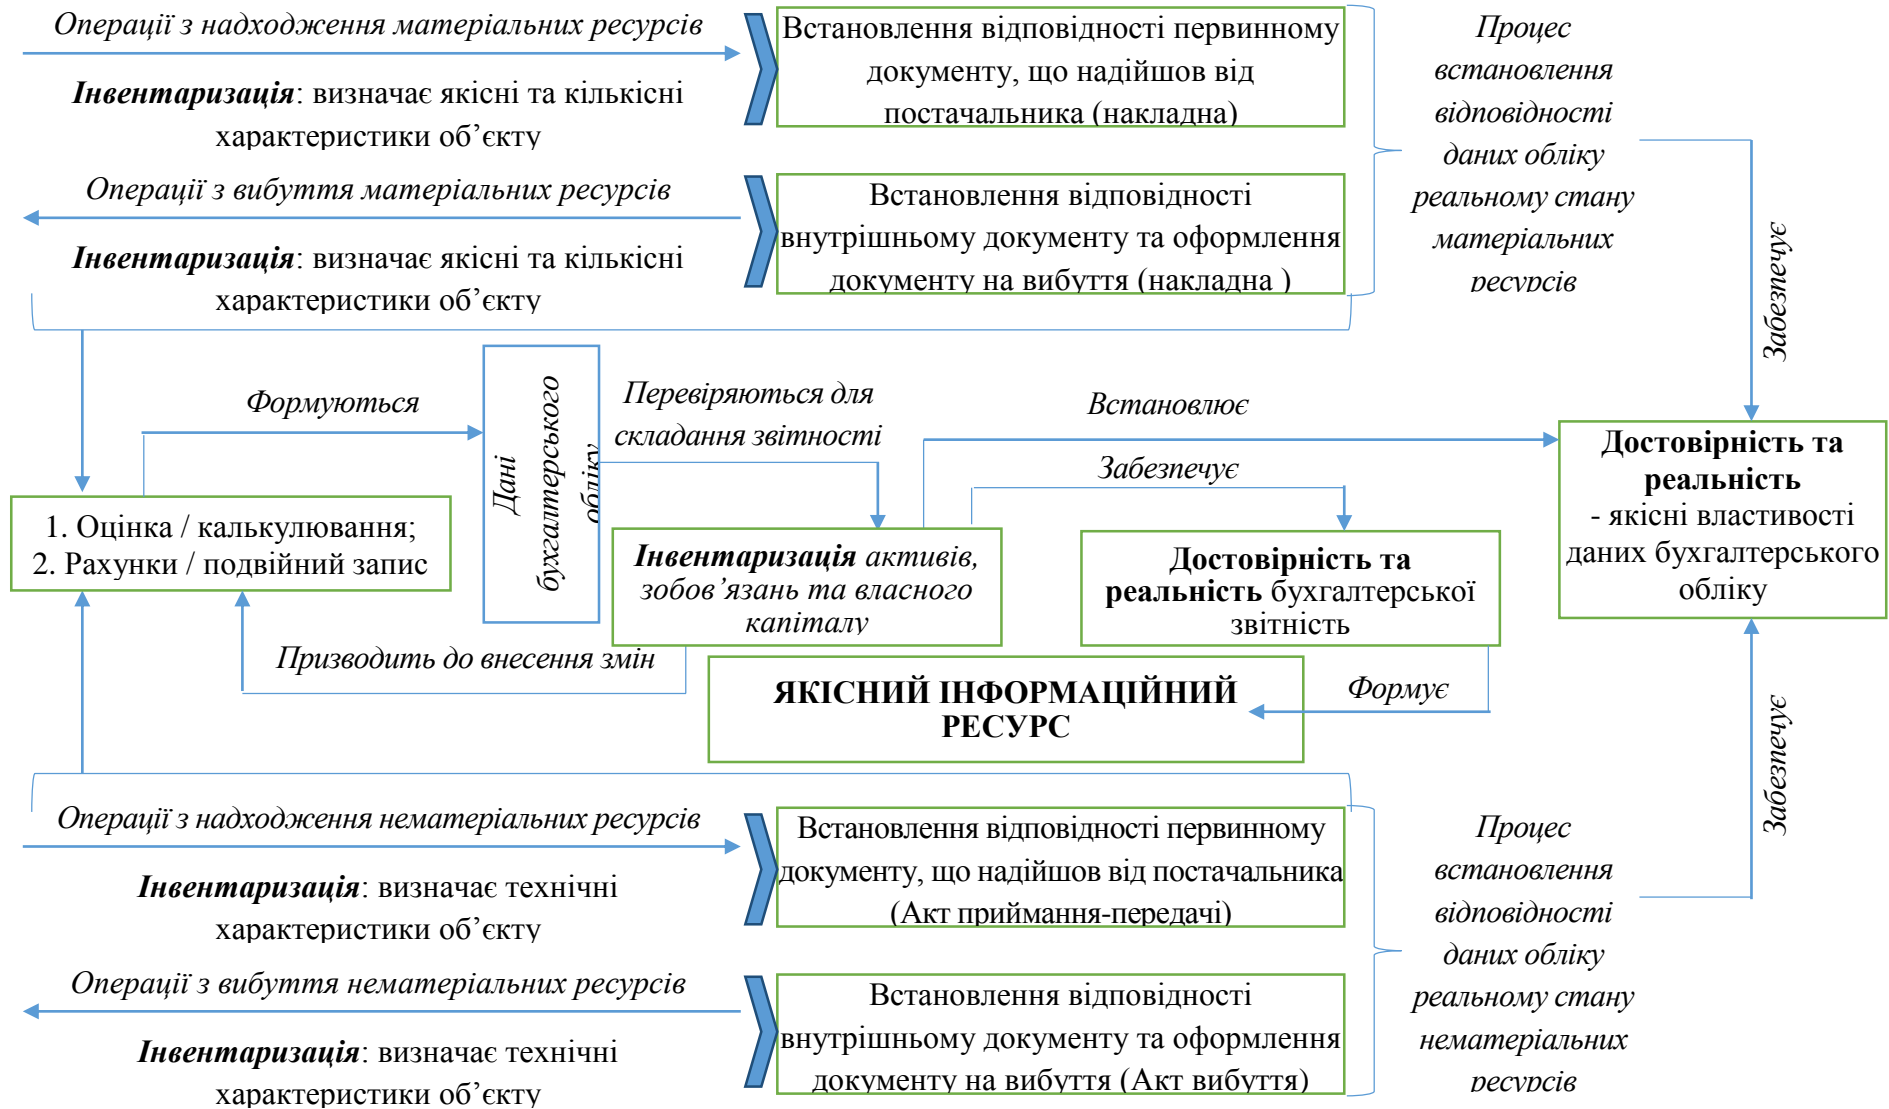 Операції з надходження матеріальних ресурсів
Інвентаризація: визначає якісні та кількісні
характеристики об’єкту
Встановлення відповідності первинному
документу, що надійшов від
постачальника (накладна)
Операції з вибуття матеріальних ресурсів
Інвентаризація: визначає якісні та кількісні
характеристики об’єкту
Встановлення відповідності
внутрішньому документу та оформлення
документу на вибуття (накладна )
Процес
встановлення
відповідності
даних обліку
реальному стану
матеріальних
ресурсів
Забезпечує
Формуються
Дані
бухгалтерського
обліку
Перевіряються для
складання звітності
Встановлює
Забезпечує
1. Оцінка / калькулювання;
2. Рахунки / подвійний запис
Інвентаризація активів,
зобов’язань та власного
капіталу
Достовірність та
реальність бухгалтерської
звітність
Достовірність та
реальність
- якісні властивості
даних бухгалтерського
обліку
Призводить до внесення змін
ЯКІСНИЙ ІНФОРМАЦІЙНИЙ
РЕСУРС
Формує
Забезпечує
Операції з надходження нематеріальних ресурсів
Інвентаризація: визначає технічні
характеристики об’єкту
Встановлення відповідності первинному
документу, що надійшов від постачальника
(Акт приймання-передачі)
Операції з вибуття нематеріальних ресурсів
Інвентаризація: визначає технічні
характеристики об’єкту
Встановлення відповідності
внутрішньому документу та оформлення
документу на вибуття (Акт вибуття)
Процес
встановлення
відповідності
даних обліку
реальному стану
нематеріальних
ресурсів